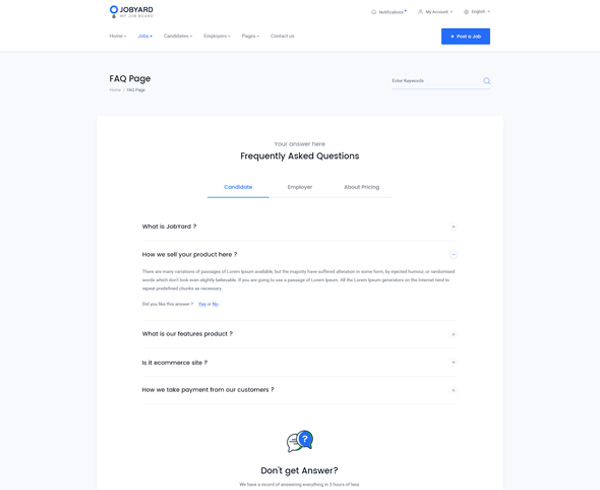 JOBYARD
WP JOB BOARD
Notifications
My Account
English
Home
Jobs
Candidates
Employers
Pages
Contact us
+ Post a Job
FAQ Page
Home / FAQ Page
Enter Keywords
Your answer here
Frequently Asked Questions
Candidate
Employer
About Pricing
What is JobYard ?
How we sell your product here ?
There are many variations of passages of Lorem Ipsum available, but the majority have suffered alteration in some form, by injected humour, or randomised
words which don't look even slightly believable. If you are going to use a passage of Lorem Ipsum. All the Lorem Ipsum generators on the Internet tend to
repeat predefined chunks as necessary
Did you like this answer ? Yes or No
What is our features product ?
Is it ecommerce site ?
How we take payment from our customers ?
Don't get Answer?
We have a record of answering everything in 3 hours of less